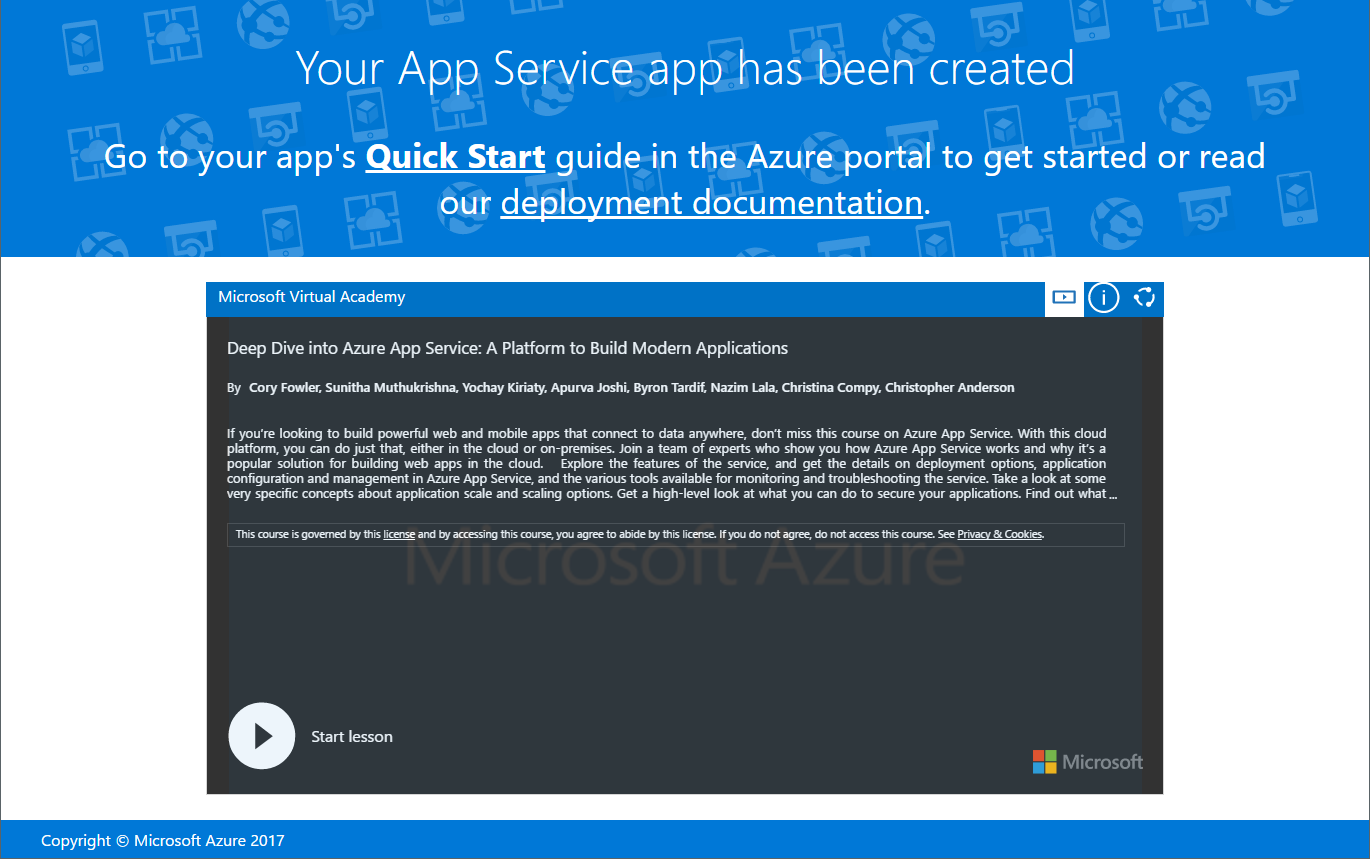 Your App Service app has been created
Go to your app's Quick Start guide in the Azure portal to get started or read
our deployment documentation.
Microsoft Virtual Academy
Deep Dive into Azure App Service: A Platform to Build Modern Applications
By Cory Fowler, Sunitha Muthukrishna, Yochay Kiriaty, Apurva Joshi, Byron Tardif, Nazim Lala, Christina Compy, Christopher Anderson
If you’re looking to build powerful web and mobile apps that connect to data anywhere, don’t miss this course on Azure App Service. With this cloud
platform, you can do just that, either in the cloud or on-premises. Join a team of experts who show you how Azure App Service works and why it’s a
popular solution for building web apps in the cloud. Explore the features of the service, and get the details on deployment options, application
configuration and management in Azure App Service, and the various tools available for monitoring and troubleshooting the service. Take a look at some
very specific concepts about application scale and scaling options. Get a high-level look at what you can do to secure your applications. Find out what ...
This course is governed by this license and by accessing this course, you agree to abide by this license. If you do not agree, do not access this course. See Privacy & Cookies.
Microsoft Azure
Start lesson
Microsoft
Copyright © Microsoft Azure 2017